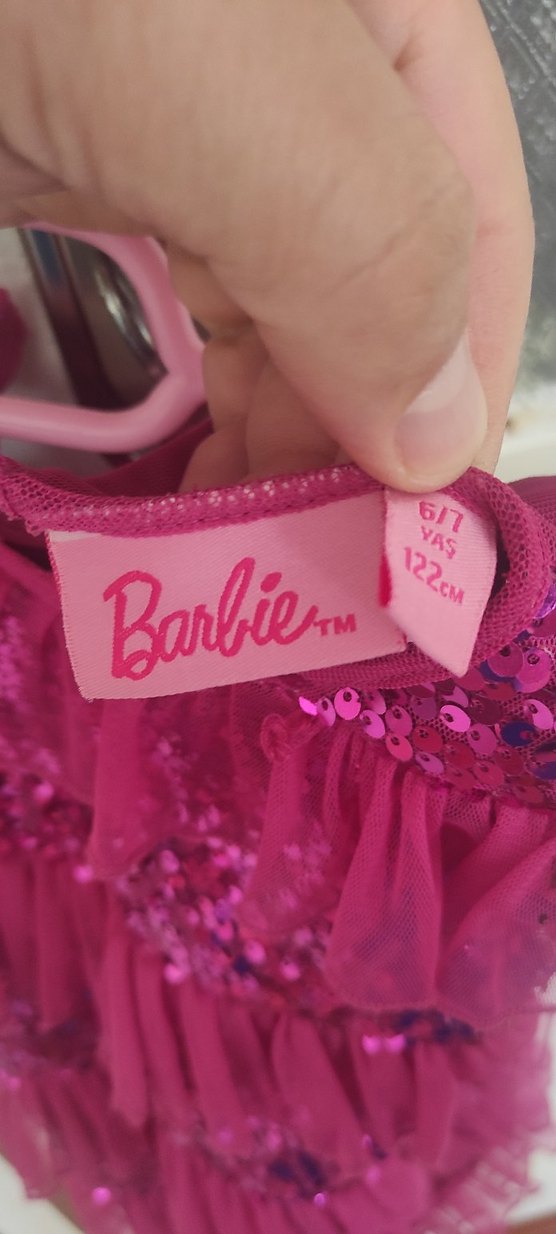 Barbie™
6/7
YAŞ
122CM